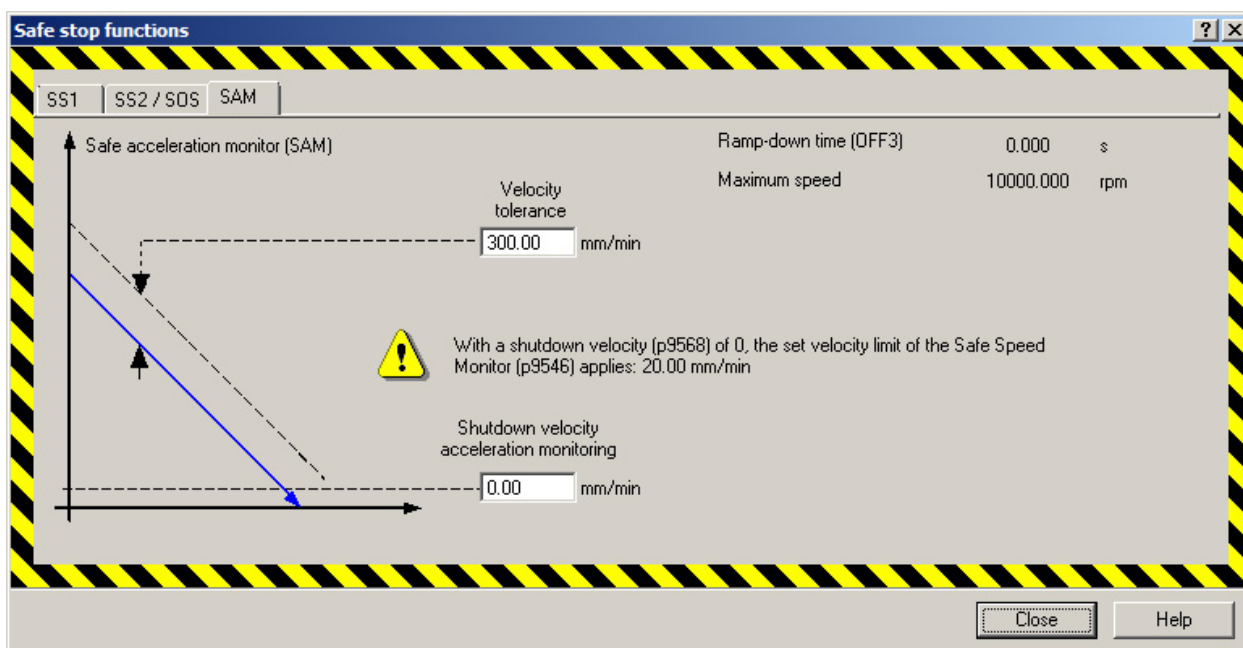 Safe stop functions
SS1
SS2 / SOS
SAM
Safe acceleration monitor (SAM)
Ramp-down time (OFF3) 0.000 s
Maximum speed 10000.000 rpm
Velocity
tolerance
300.00 mm/min
With a shutdown velocity (p9568) of 0, the set velocity limit of the Safe Speed
Monitor (p9546) applies: 20.00 mm/min
Shutdown velocity
acceleration monitoring
0.00 mm/min
Close
Help